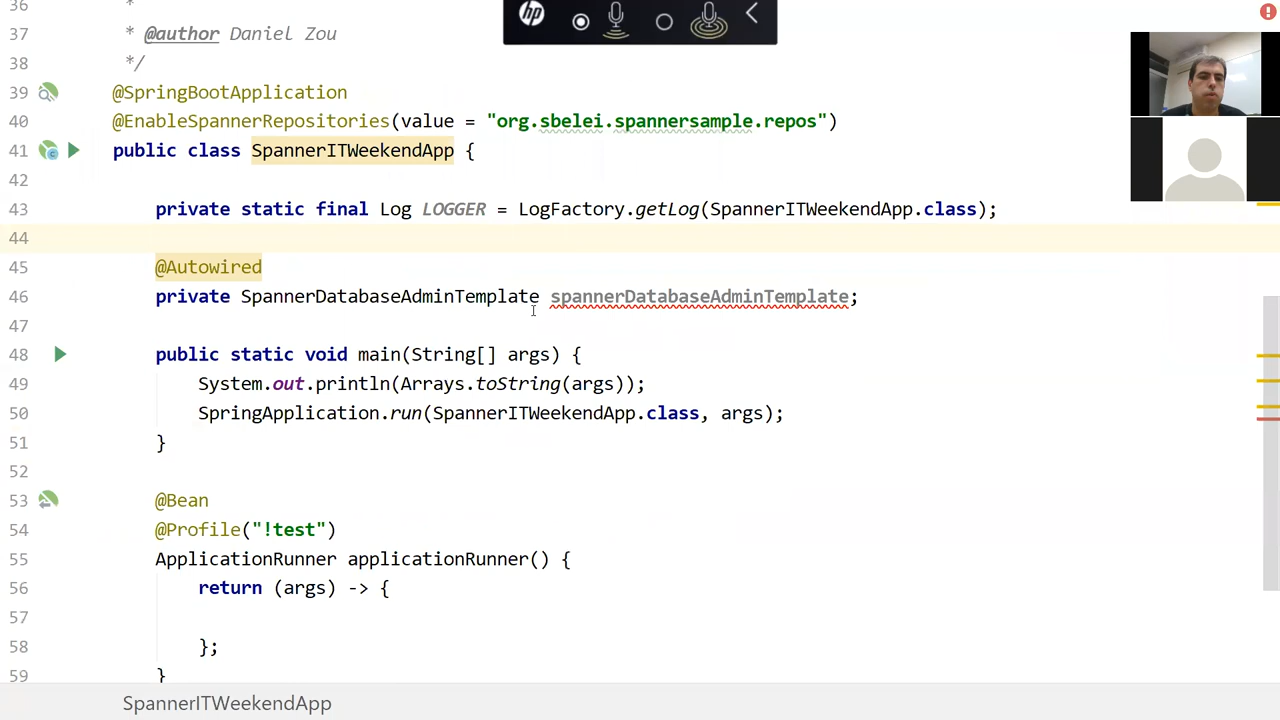 36 *
37 * @author Daniel Zou
38 */
39 @SpringBootApplication
40 @EnableSpannerRepositories(value = "org.sbelei.spannersample.repos")
41 public class SpannerITWeekendApp {
42
43 private static final Log LOGGER = LogFactory.getLog(SpannerITWeekendApp.class);
44
45 @Autowired
46 private SpannerDatabaseAdminTemplate spannerDatabaseAdminTemplate;
47
48 public static void main(String[] args) {
49 System.out.println(Arrays.toString(args));
50 SpringApplication.run(SpannerITWeekendApp.class, args);
51 }
52
53 @Bean
54 @Profile("!test")
55 ApplicationRunner applicationRunner() {
56 return (args) -> {
57
58 };
59 }
SpannerITWeekendApp
hp